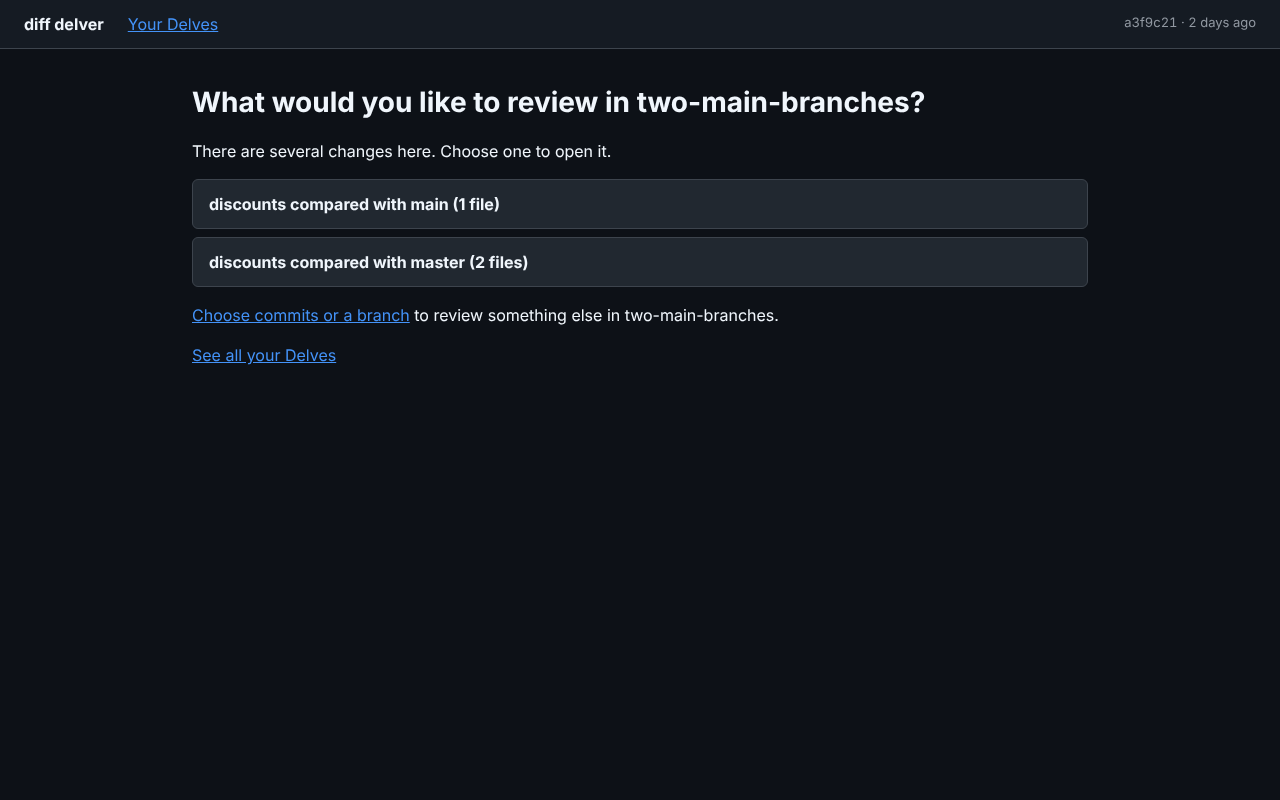 diff delver
Your Delves
a3f9c21 · 2 days ago
What would you like to review in two-main-branches?
There are several changes here. Choose one to open it.
discounts compared with main (1 file)
discounts compared with master (2 files)
Choose commits or a branch to review something else in two-main-branches.
See all your Delves